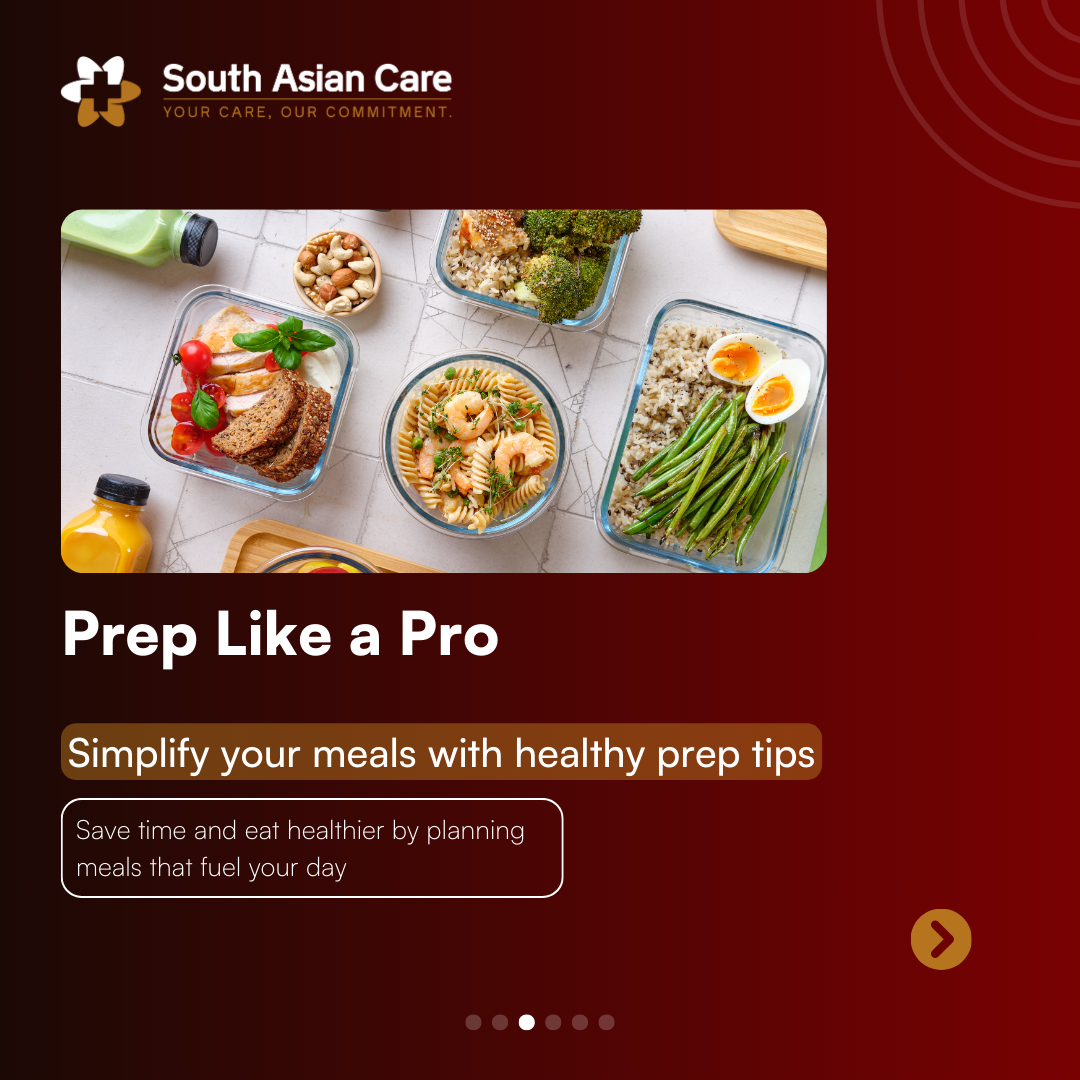 South Asian Care
YOUR CARE, OUR COMMITMENT.
Prep Like a Pro
Simplify your meals with healthy prep tips
Save time and eat healthier by planning
meals that fuel your day